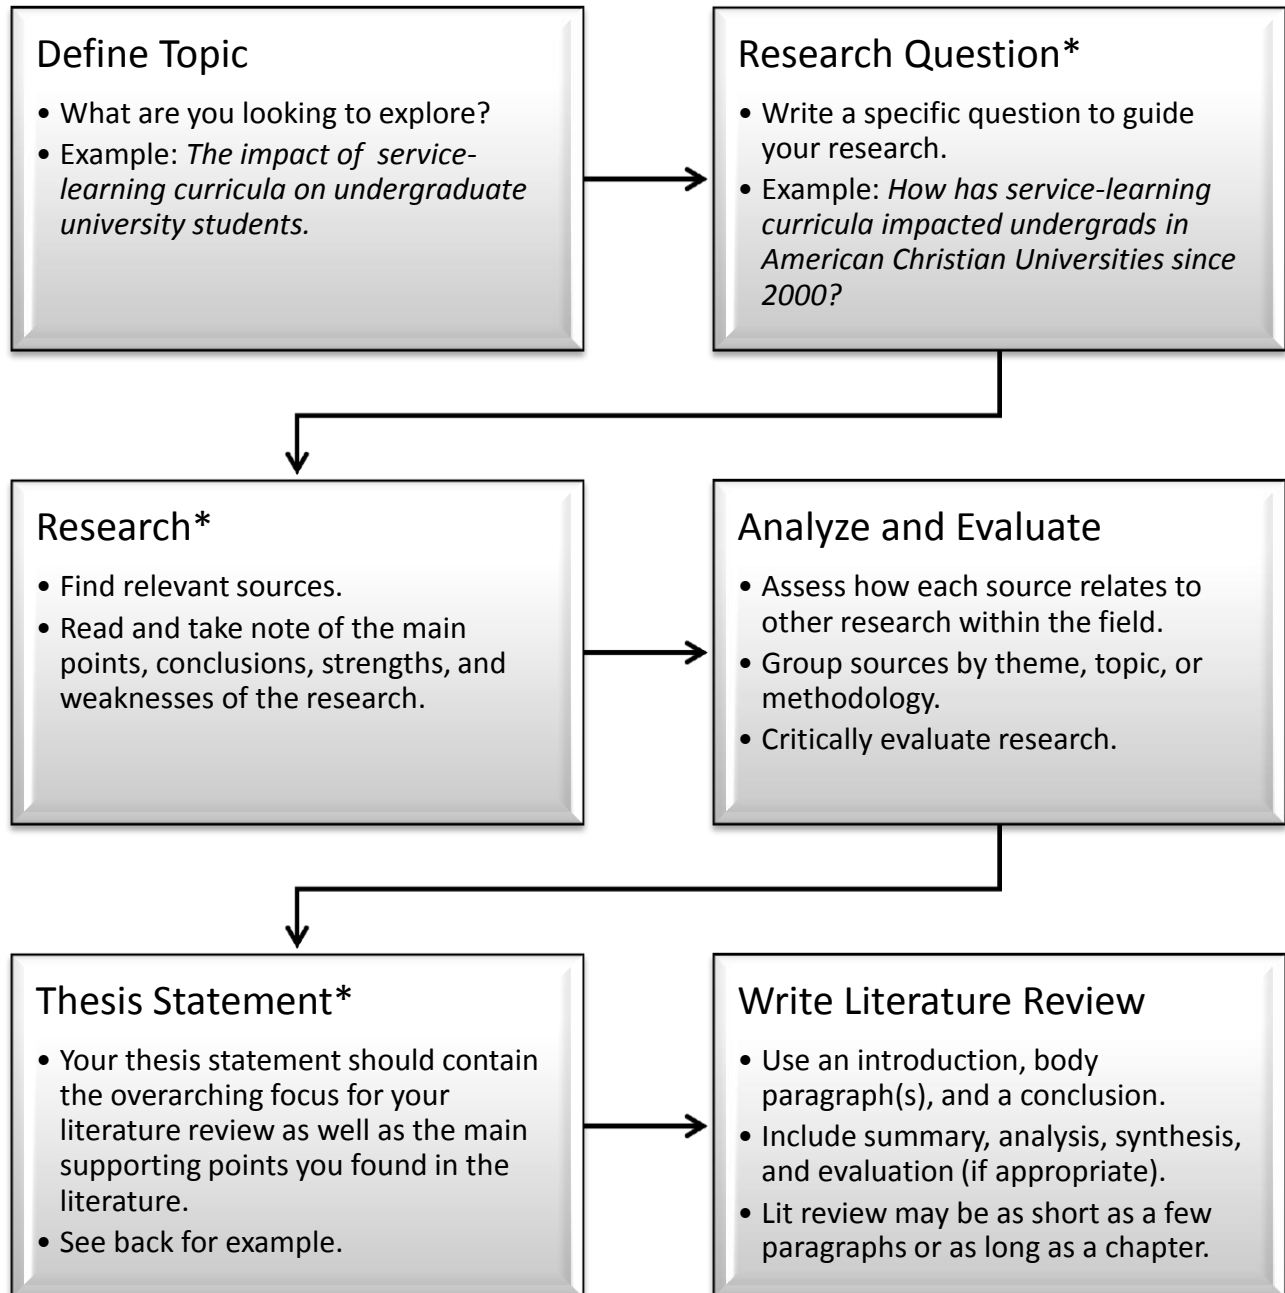 Define Topic
• What are you looking to explore?
• Example: The impact of service-
learning curricula on undergraduate
university students.
Research Question*
• Write a specific question to guide
your research.
• Example: How has service-learning
curricula impacted undergrads in
American Christian Universities since
2000?
Research*
• Find relevant sources.
• Read and take note of the main
points, conclusions, strengths, and
weaknesses of the research.
Analyze and Evaluate
• Assess how each source relates to
other research within the field.
• Group sources by theme, topic, or
methodology.
• Critically evaluate research.
Thesis Statement*
• Your thesis statement should contain
the overarching focus for your
literature review as well as the main
supporting points you found in the
literature.
• See back for example.
Write Literature Review
• Use an introduction, body
paragraph(s), and a conclusion.
• Include summary, analysis, synthesis,
and evaluation (if appropriate).
• Lit review may be as short as a few
paragraphs or as long as a chapter.